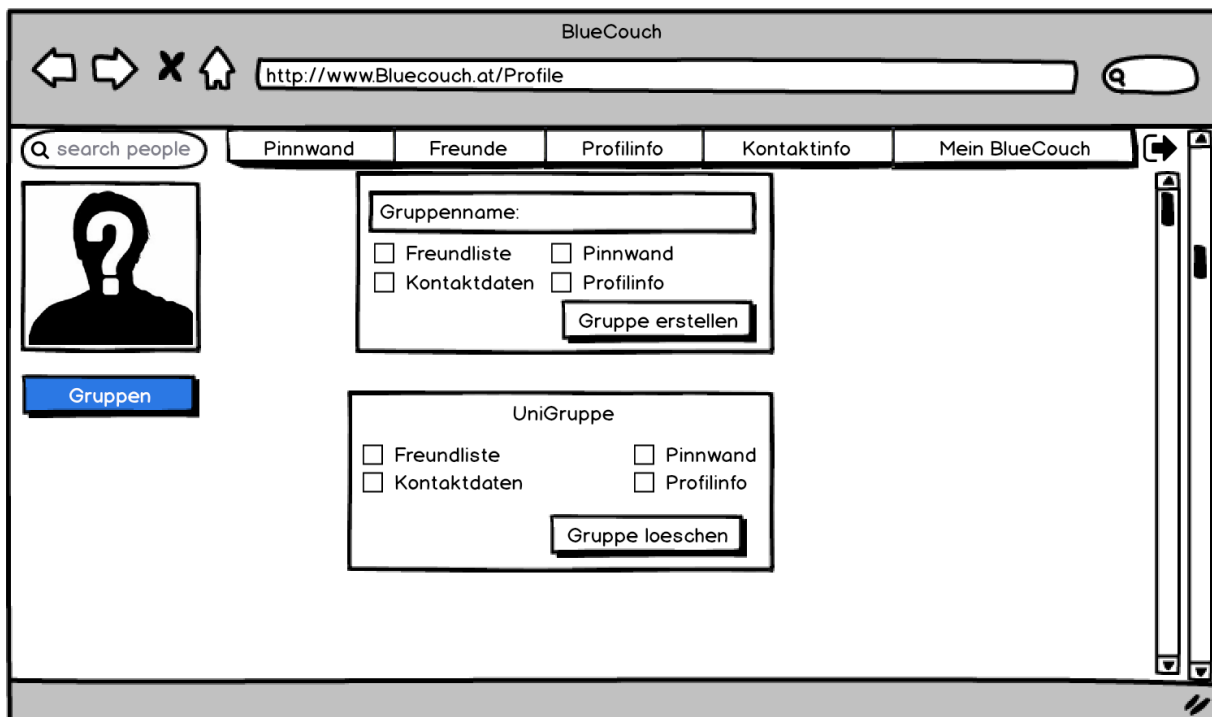 BlueCouch
http://www.Bluecouch.at/Profile
search people
Pinnwand Freunde Profilinfo Kontaktinfo Mein BlueCouch
Gruppenname:
Freundliste Pinnwand
Kontaktdaten Profilinfo
Gruppe erstellen
Gruppen
UniGruppe
Freundliste Pinnwand
Kontaktdaten Profilinfo
Gruppe loeschen